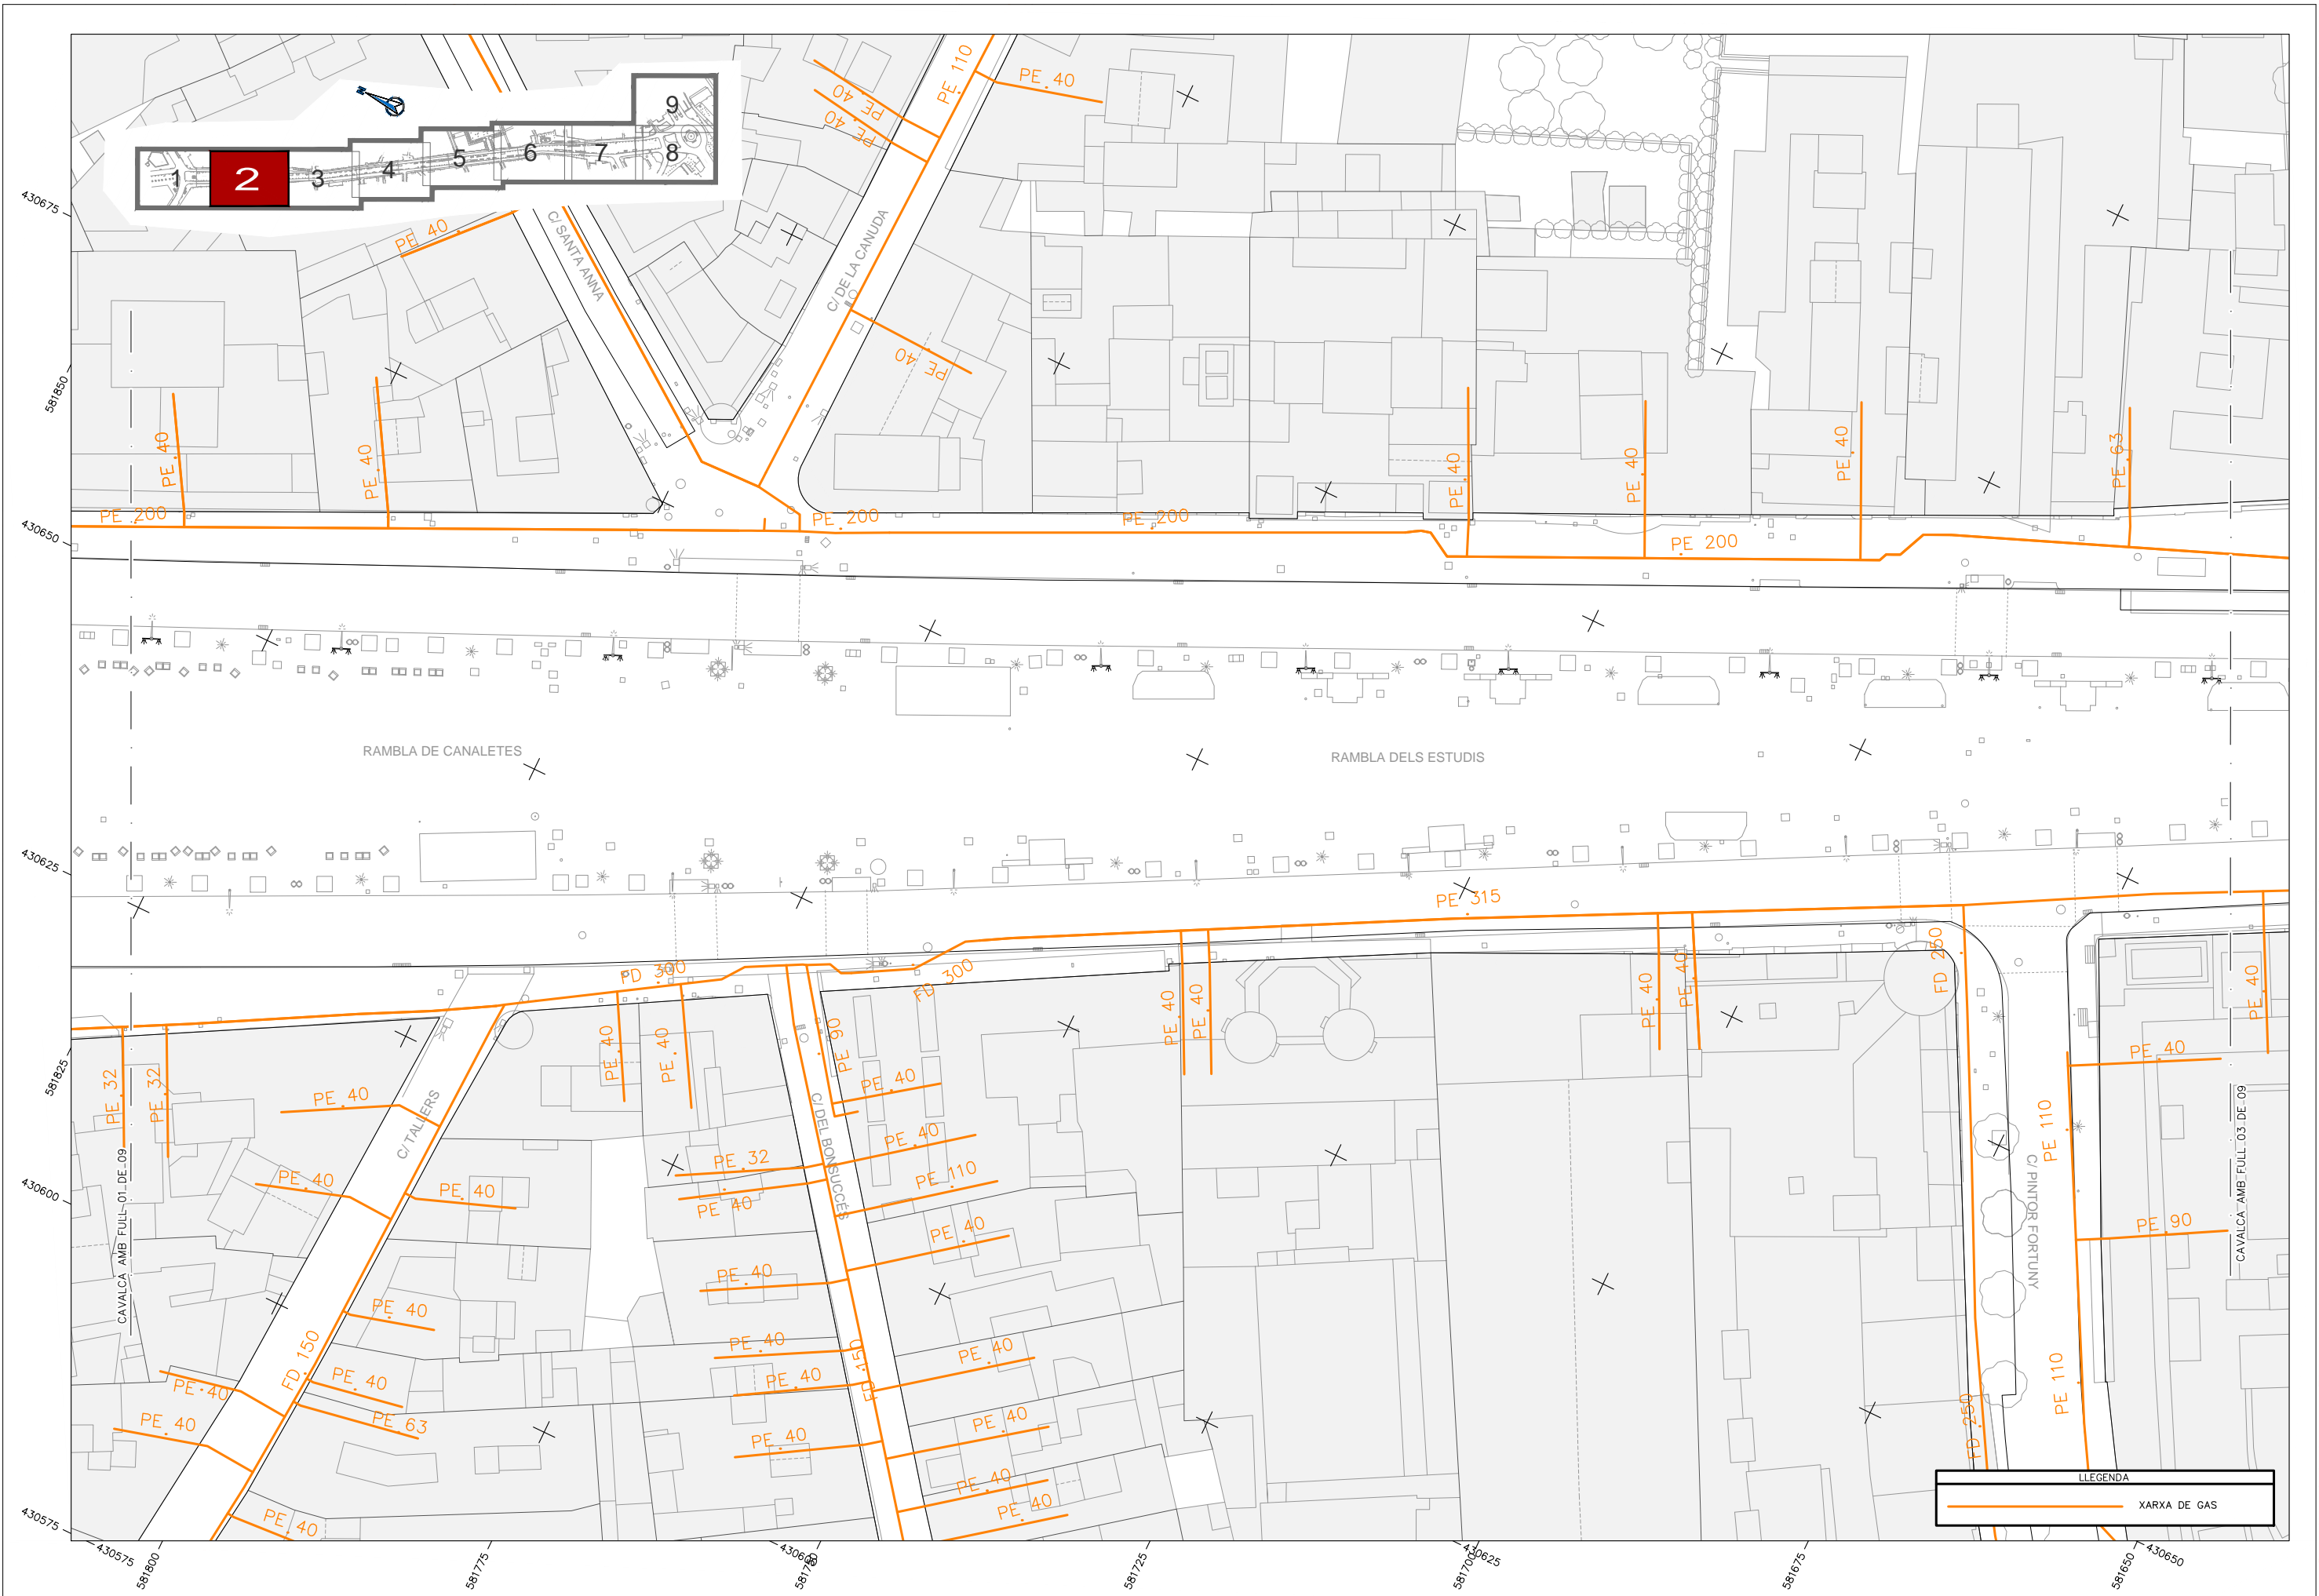 PE 110
PE 40
PE 40
PE 40
1
2
3
4
5
6
7
8
9
430675
PE 40
C/ SANTA ANNA
C/ DE LA CANUDA
PE 40
581850
PE 40
PE 40
PE 40
PE 40
PE 40
PE 63
430650
PE 200
PE 200
PE 200
PE 200
RAMBLA DE CANALETES
RAMBLA DELS ESTUDIS
430625
PE 315
FD 300
FD 300
FD 250
PE 40
PE 40
PE 40
PE 40
PE 40
PE 40
PE 40
PE 90
581825
PE 32
PE 32
PE 40
C/ TALLERS
PE 40
PE 40
C/ DEL BONSUCCÉS
PE 40
PE 32
PE 110
PE 40
PE 40
PE 110
PE 40
PE 40
430600
CAVALCA AMB FULL 01 DE 09
C/ PINTOR FORTUNY
CAVALCA AMB FULL 03 DE 09
PE 90
PE 40
PE 40
PE 40
FD 150
PE 40
PE 40
FD 150
PE 40
PE 40
PE 40
PE 40
PE 110
PE 63
PE 40
PE 40
PE 40
FD 250
PE 40
PE 40
PE 40
LLEGENDA
XARXA DE GAS
430575
430575
581800
581775
581750
581725
430625
581700
581675
581650
430650